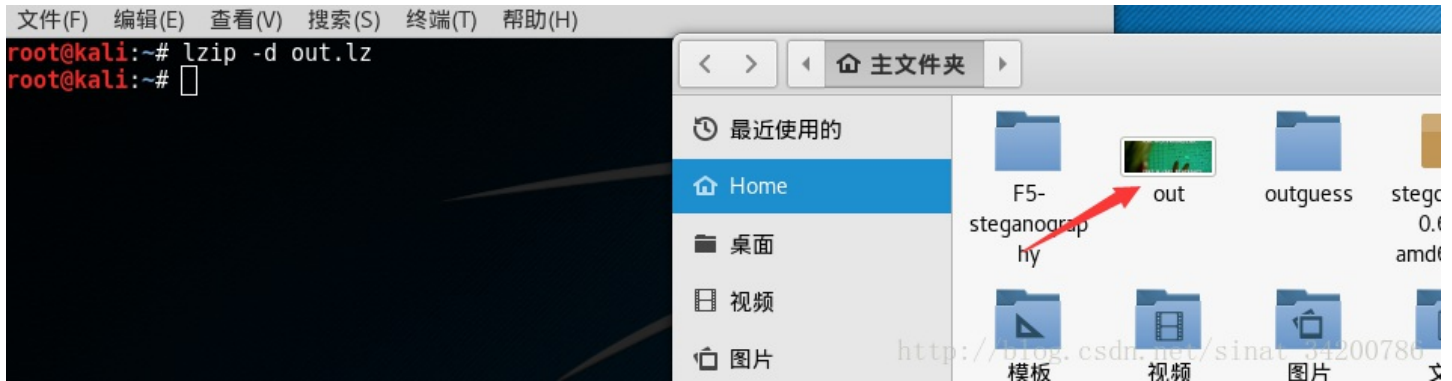 文件(F) 编辑(E) 查看(V) 搜索(S) 终端(T) 帮助(H)
root@kali:~# lzip -d out.lz
root@kali:~#
主文件夹
最近使用的
Home
桌面
视频
图片
F5-
steganograp
hy
out
outguess
stego
0.6
amd6
模板
视频
图片
http://blog.csdn.net/sinat_34200786